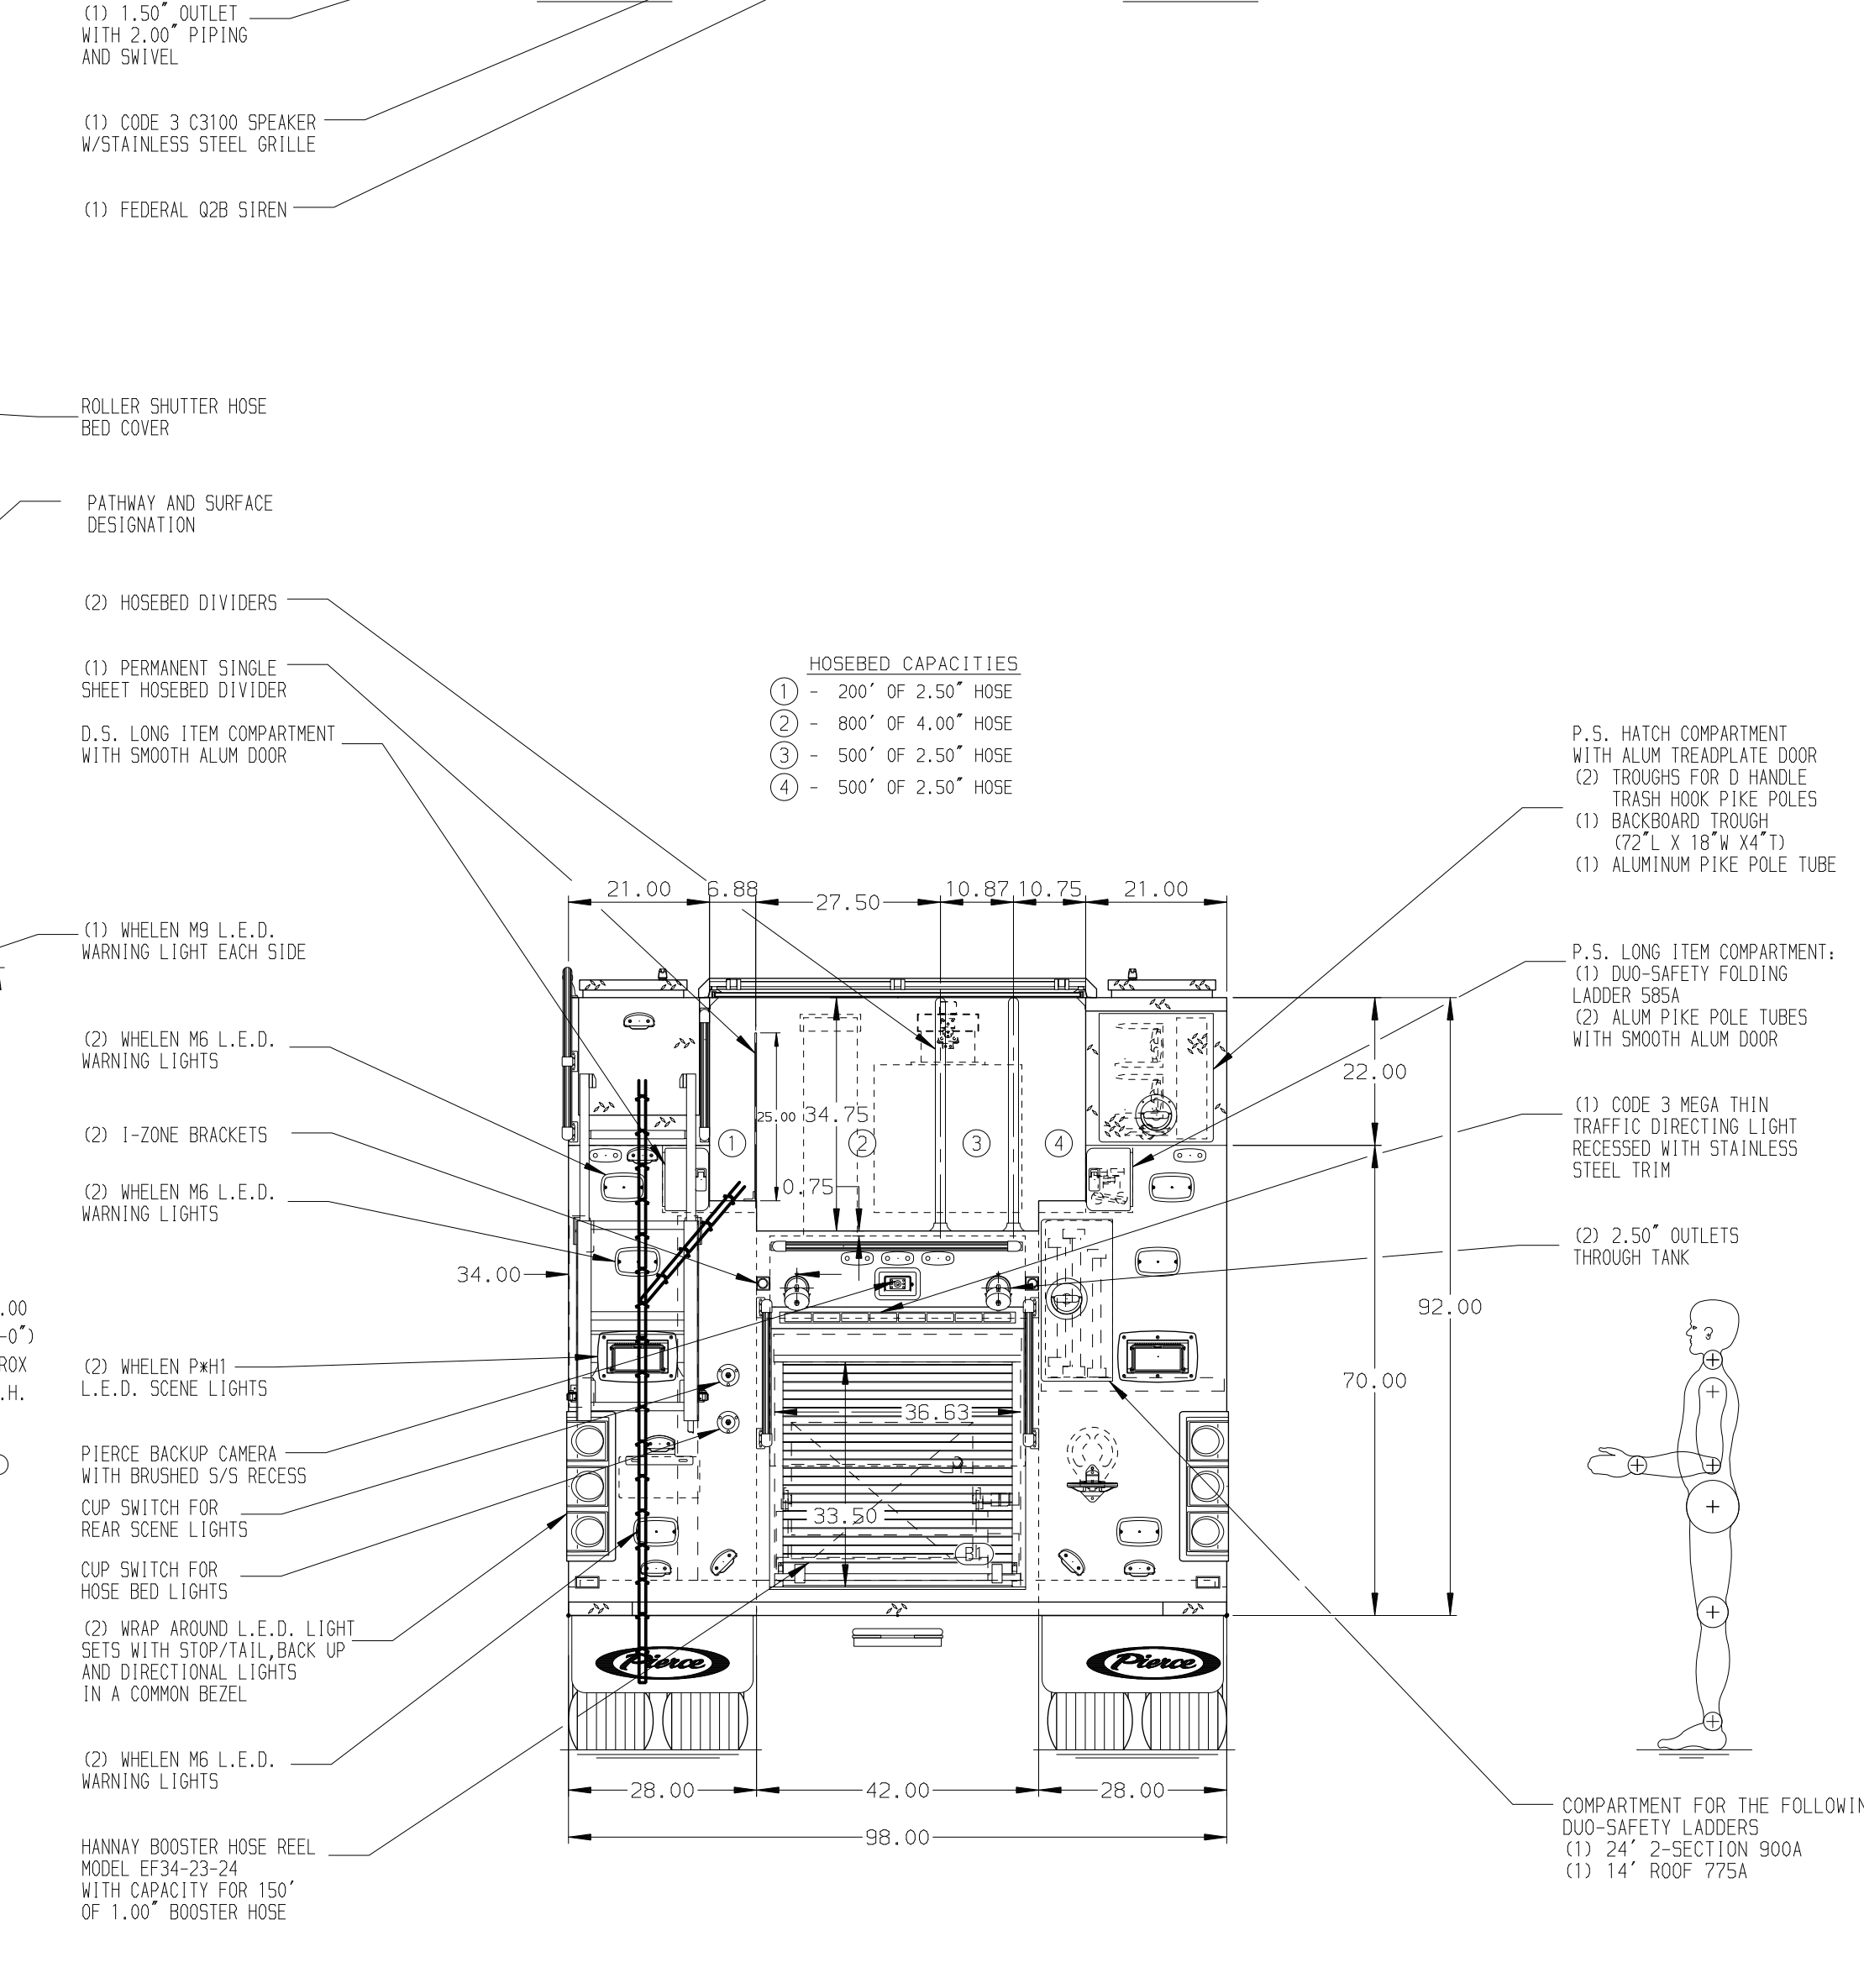 (1) 1.50" OUTLET
WITH 2.00" PIPING
AND SWIVEL
(1) CODE 3 C3100 SPEAKER
W/STAINLESS STEEL GRILLE
(1) FEDERAL Q2B SIREN
ROLLER SHUTTER HOSE
BED COVER
PATHWAY AND SURFACE
DESIGNATION
(2) HOSEBED DIVIDERS
(1) PERMANENT SINGLE
SHEET HOSEBED DIVIDER
D.S. LONG ITEM COMPARTMENT
WITH SMOOTH ALUM DOOR
(1) WHELEN M9 L.E.D.
WARNING LIGHT EACH SIDE
(2) WHELEN M6 L.E.D.
WARNING LIGHTS
(2) I-ZONE BRACKETS
(2) WHELEN M6 L.E.D.
WARNING LIGHTS
.00
-0")
ROX
.H.
(2) WHELEN P*H1
L.E.D. SCENE LIGHTS
PIERCE BACKUP CAMERA
WITH BRUSHED S/S RECESS
CUP SWITCH FOR
REAR SCENE LIGHTS
CUP SWITCH FOR
HOSE BED LIGHTS
(2) WRAP AROUND L.E.D. LIGHT
SETS WITH STOP/TAIL,BACK UP
AND DIRECTIONAL LIGHTS
IN A COMMON BEZEL
(2) WHELEN M6 L.E.D.
WARNING LIGHTS
HANNAY BOOSTER HOSE REEL
MODEL EF34-23-24
WITH CAPACITY FOR 150'
OF 1.00" BOOSTER HOSE
HOSEBED CAPACITIES
1 - 200' OF 2.50" HOSE
2 - 800' OF 4.00" HOSE
3 - 500' OF 2.50" HOSE
4 - 500' OF 2.50" HOSE
21.00 6.88 27.50 10.87 10.75 21.00
25.00 34.75
1 2 3 4
0.75
34.00
22.00
92.00
70.00
36.63
33.50
B1
Pierce Pierce
28.00 42.00 28.00
98.00
P.S. HATCH COMPARTMENT
WITH ALUM TREADPLATE DOOR
(2) TROUGHS FOR D HANDLE
TRASH HOOK PIKE POLES
(1) BACKBOARD TROUGH
(72"L X 18"W X4"T)
(1) ALUMINUM PIKE POLE TUBE
P.S. LONG ITEM COMPARTMENT:
(1) DUO-SAFETY FOLDING
LADDER 585A
(2) ALUM PIKE POLE TUBES
WITH SMOOTH ALUM DOOR
(1) CODE 3 MEGA THIN
TRAFFIC DIRECTING LIGHT
RECESSED WITH STAINLESS
STEEL TRIM
(2) 2.50" OUTLETS
THROUGH TANK
COMPARTMENT FOR THE FOLLOWIN
DUO-SAFETY LADDERS
(1) 24' 2-SECTION 900A
(1) 14' ROOF 775A